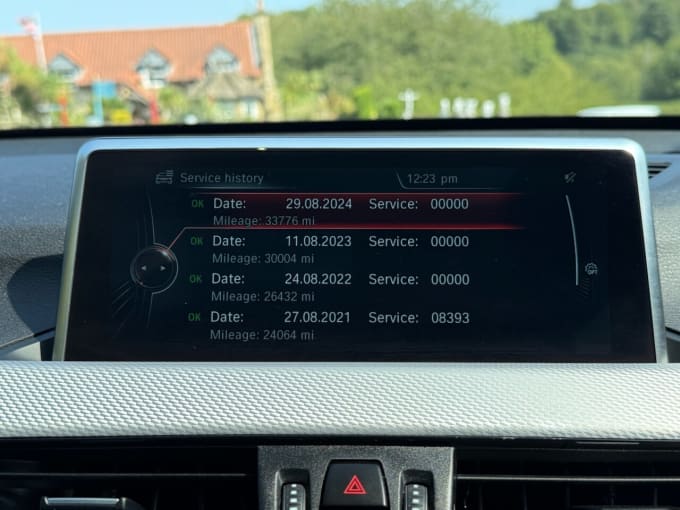 Service history 12:23 pm
OK Date: 29.08.2024 Service: 00000
Mileage: 33776 mi
OK Date: 11.08.2023 Service: 00000
Mileage: 30004 mi
OK Date: 24.08.2022 Service: 00000
Mileage: 26432 mi
OK Date: 27.08.2021 Service: 08393
Mileage: 24064 mi
OFF